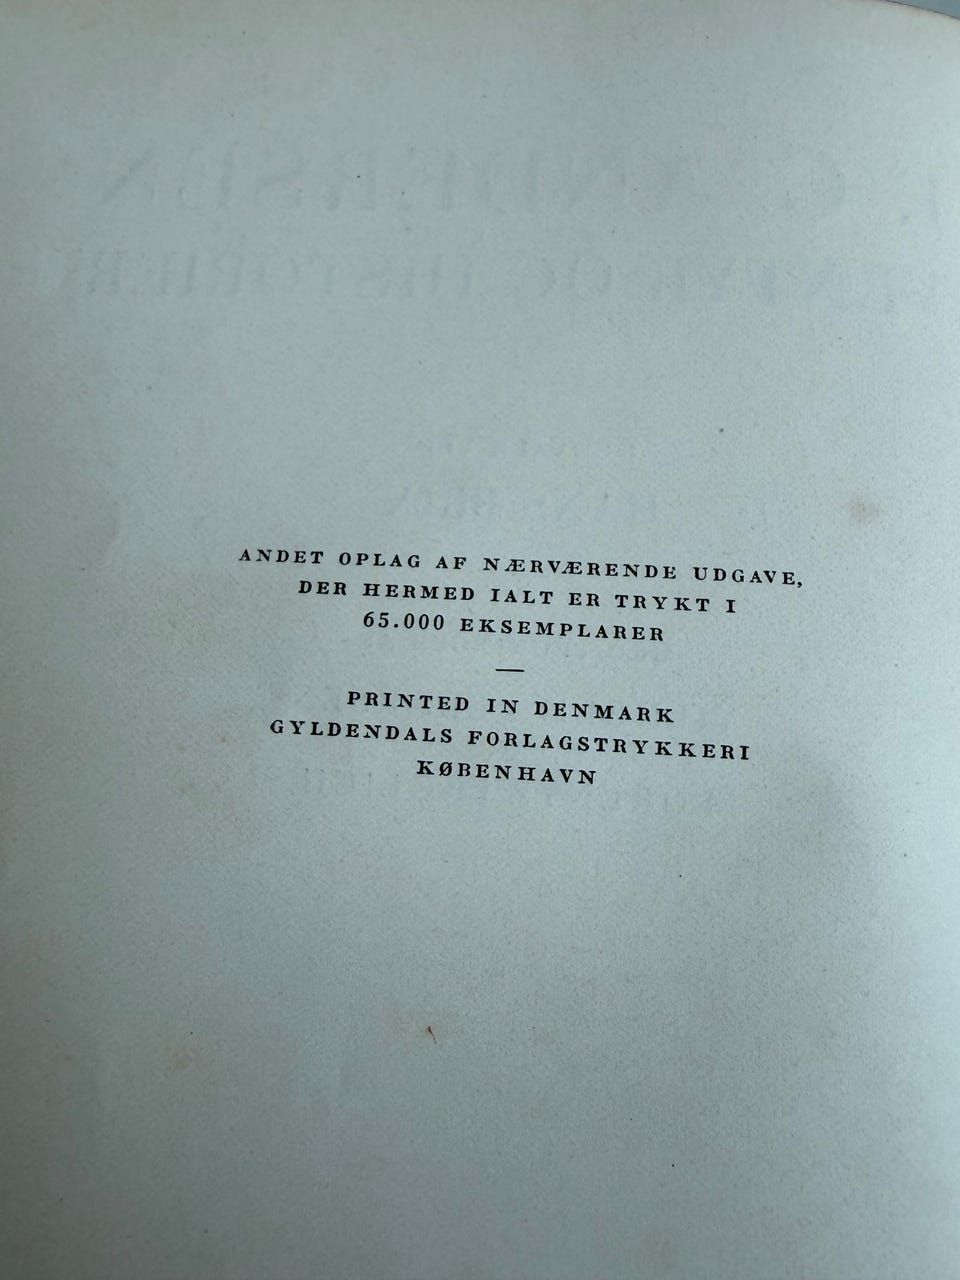 ANDET OPLAG AF NÆRVÆRENDE UDGAVE,
DER HERMED IALT ER TRYKT I
65.000 EKSEMPLARER
—
PRINTED IN DENMARK
GYLDENDALS FORLAGSTRYKKERI
KØBENHAVN